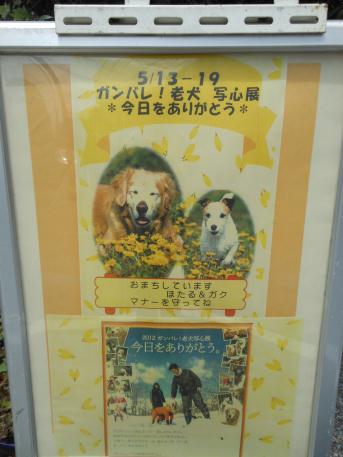 5/13-19
ガンバレ!老犬 写心展
*今日をありがとう*
おまちしています
ほたる&ガク
マナーを守ってね
2012 ガンバレ!老犬写心展
今日をありがとう。